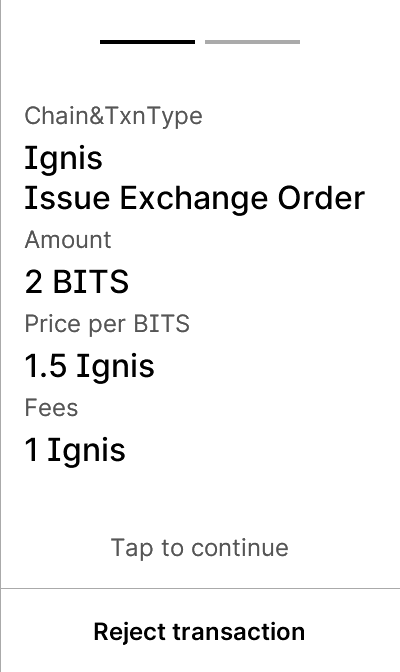 Chain&TxnType
Ignis
Issue Exchange Order
Amount
2 BITS
Price per BITS
1.5 Ignis
Fees
1 Ignis
Tap to continue
Reject transaction